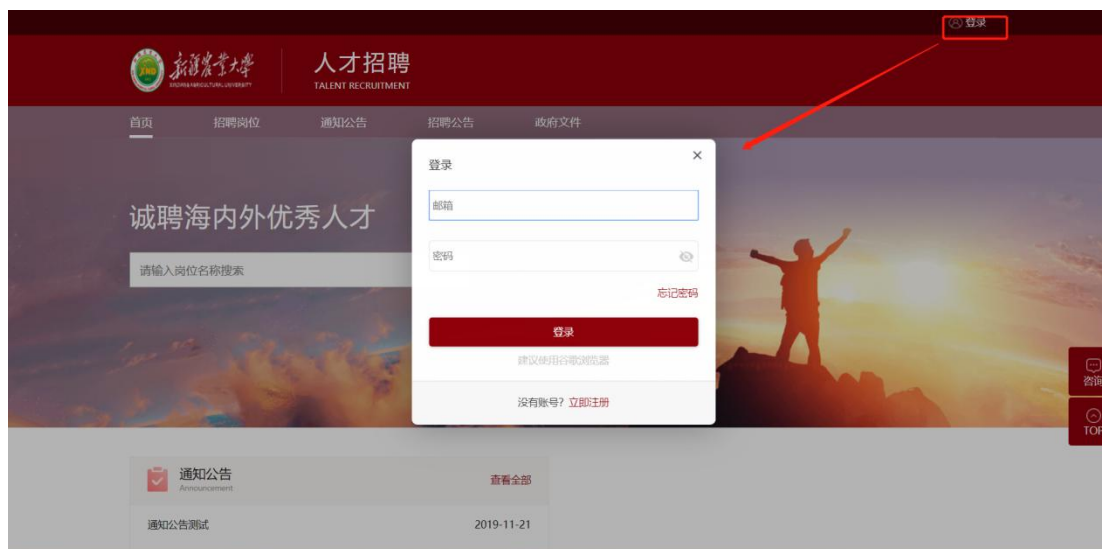 登录
新疆农业大学
XINJIANG AGRICULTURAL UNIVERSITY
人才招聘
TALENT RECRUITMENT
首页 招聘岗位 通知公告 招聘公告 政府文件
登录
邮箱
诚聘海内外优秀人才
密码
请输入岗位名称搜索
忘记密码
登录
建议使用谷歌浏览器
咨询
没有账号? 立即注册
TOP
通知公告
Announcement
查看全部
通知公告测试 2019-11-21